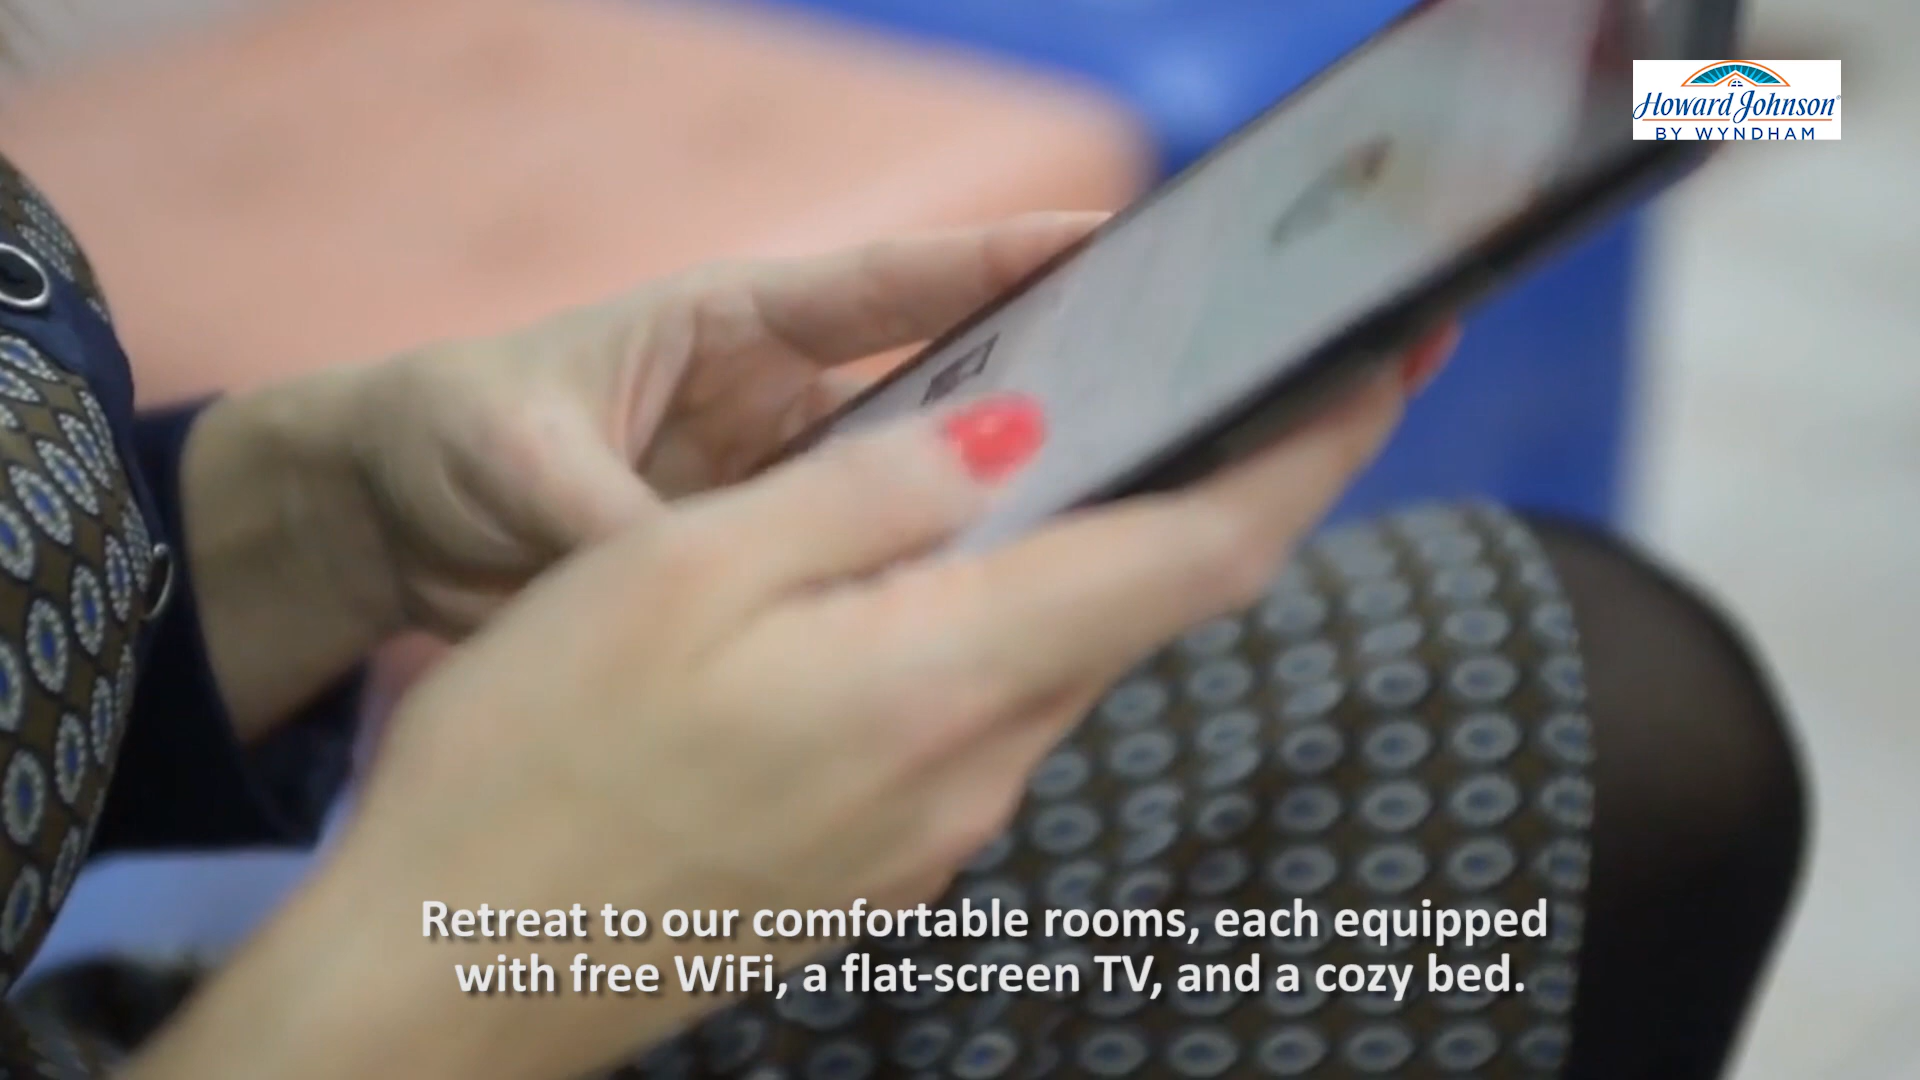 Howard Johnson
BY WYNDHAM
Retreat to our comfortable rooms, each equipped
with free WiFi, a flat-screen TV, and a cozy bed.